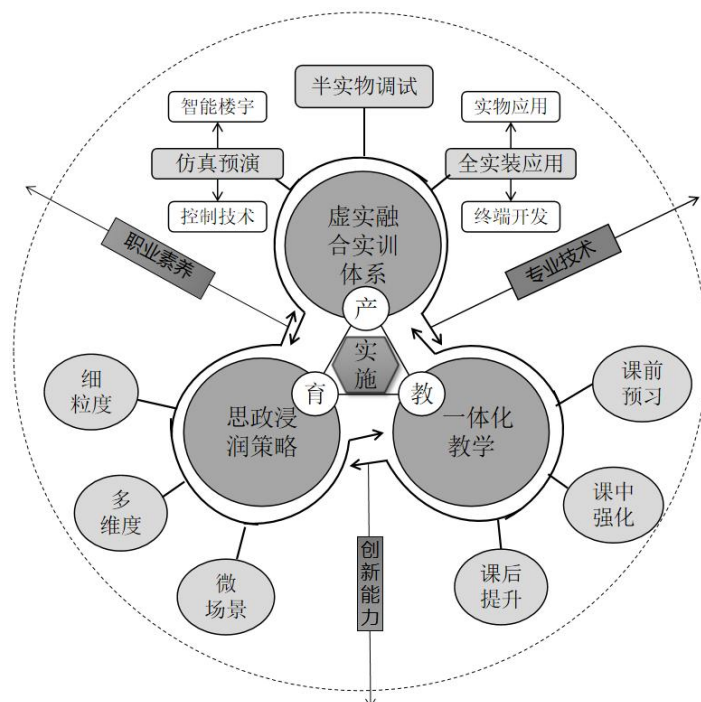 半实物调试
智能楼宇
实物应用
仿真预演
全实装应用
控制技术
终端开发
虚实融
合实训
体系
职业素养
专业技术
产
实
施
育
教
细
粒度
思政浸
润策略
一体化
教学
课前
预习
多
维度
课中
强化
创
新
能
力
微
场景
课后
提升